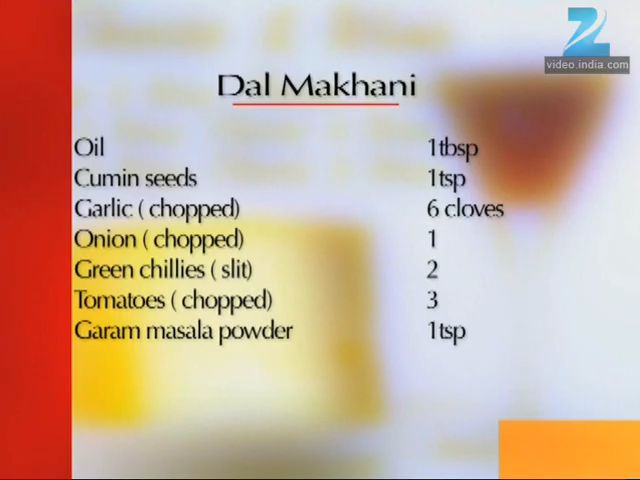 video.india.com
Dal Makhani
Oil 1tbsp
Cumin seeds 1tsp
Garlic ( chopped) 6 cloves
Onion ( chopped) 1
Green chillies ( slit) 2
Tomatoes ( chopped) 3
Garam masala powder 1tsp